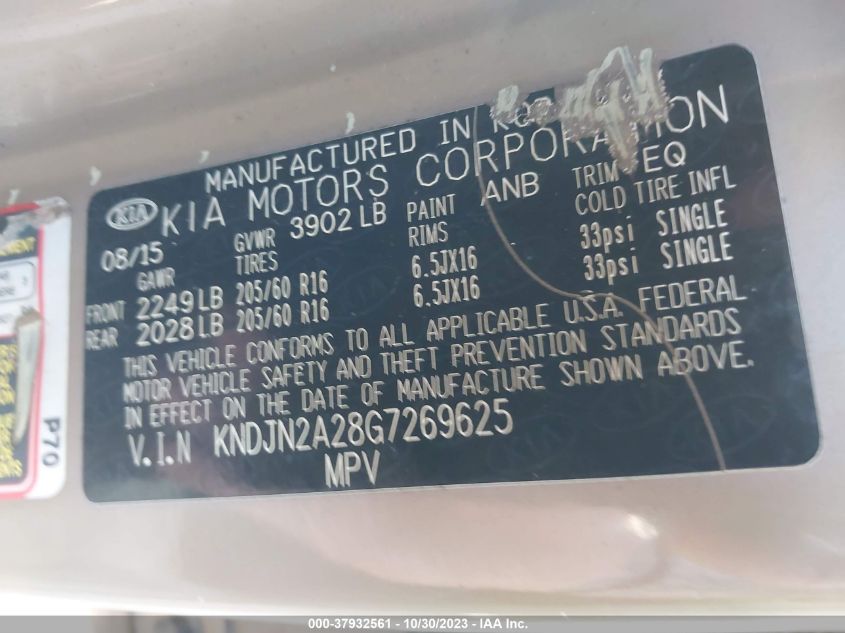 MANUFACTURED IN
KIA KIA MOTORS CORPORATION
08/15 GVWR 3902 LB PAINT ANB TRIM EQ
GAWR TIRES RIMS COLD TIRE INFL
FRONT 2249 LB 205/60 R16 6.5JX16 33psi SINGLE
REAR 2028 LB 205/60 R16 6.5JX16 33psi SINGLE
THIS VEHICLE CONFORMS TO ALL APPLICABLE U.S.A. FEDERAL
MOTOR VEHICLE SAFETY AND THEFT PREVENTION STANDARDS
IN EFFECT ON THE DATE OF MANUFACTURE SHOWN ABOVE.
V.I.N KNDJN2A28G7269625
MPV
P70
000-37932561 - 10/30/2023 - IAA Inc.